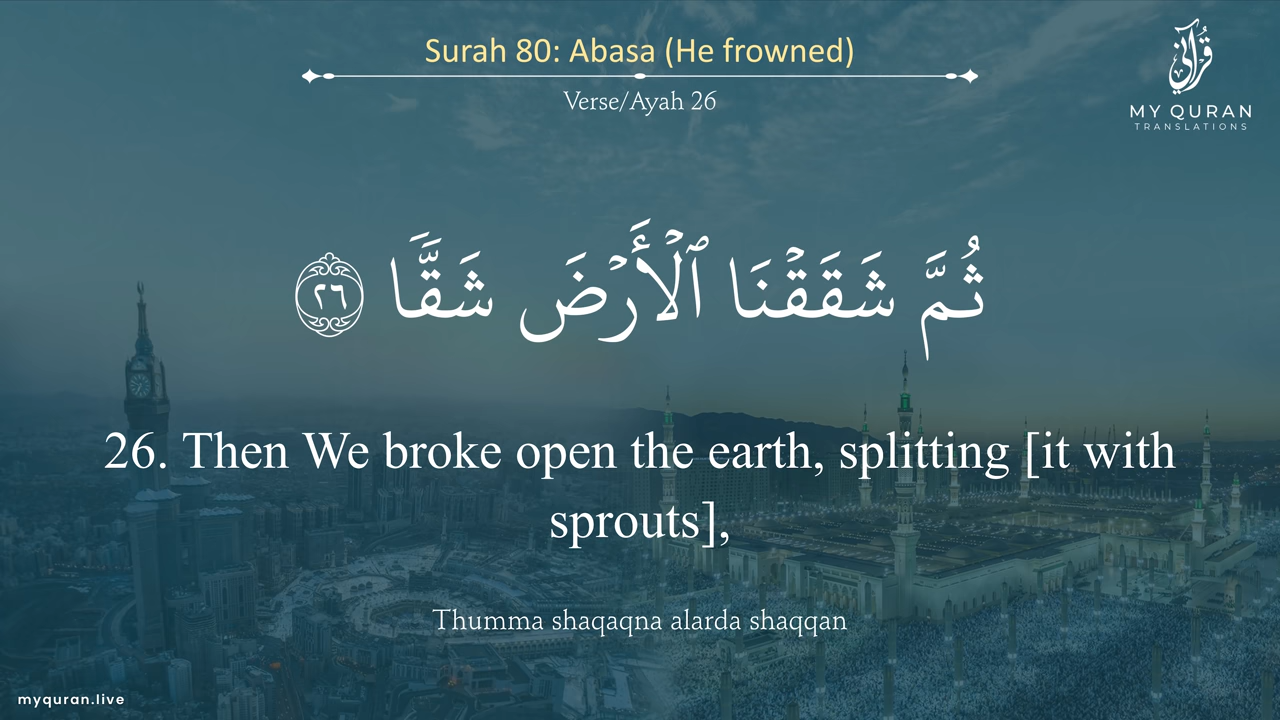 Surah 80: Abasa (He frowned)
Verse/Ayah 26
قرآني
MY QURAN
TRANSLATIONS
ثُمَّ شَقَقْنَا ٱلْأَرْضَ شَقًّا ٢٦
26. Then We broke open the earth, splitting [it with
sprouts],
Thumma shaqaqna alarda shaqqan
myquran.live